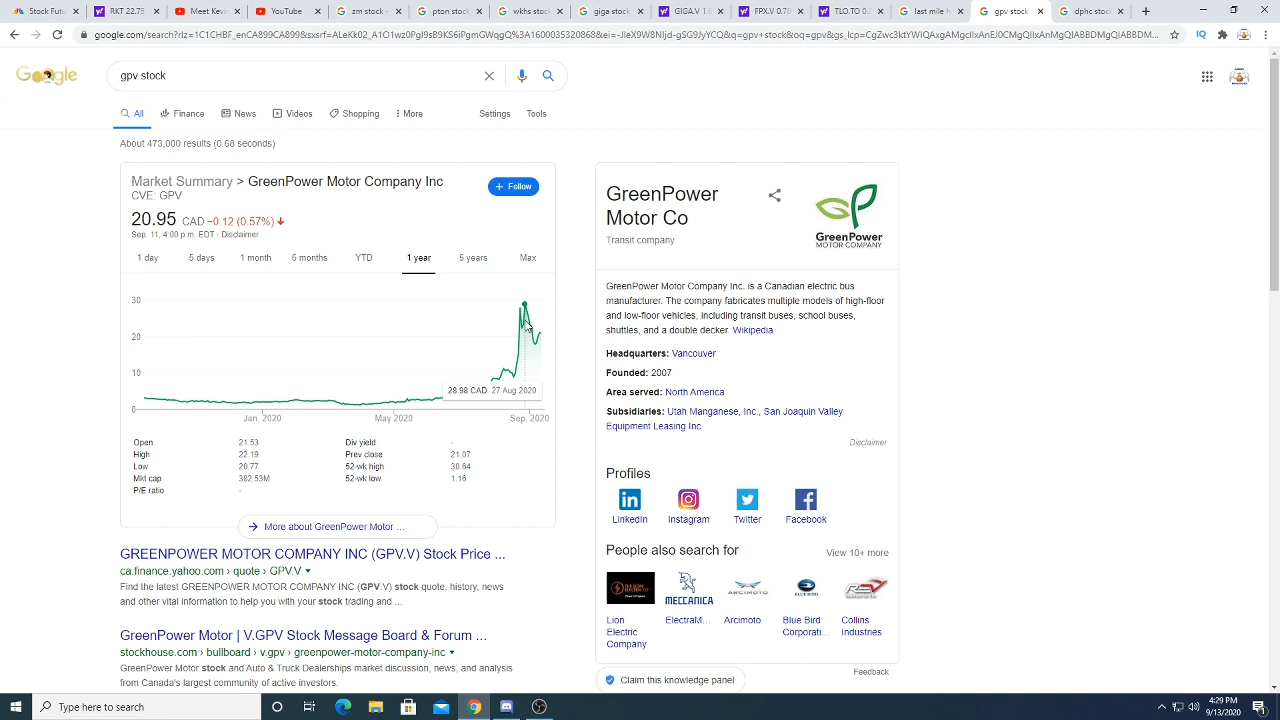 Stock Futu
RKT 22.75
Meet Kevi
YouTube
zm stock -
pton stock
wkhs stock
giga stock
GIGA.V 1.6
FPX.V 0.78
TLO.TO 0.
last mile h
gpv stock
dphc stock
gpv stock
All
Finance
News
Videos
Shopping
More
Settings
Tools
About 473,000 results (0.68 seconds)
Market Summary > GreenPower Motor Company Inc
CVE: GPV
Follow
20.95 CAD −0.12 (0.57%)
Sep. 11, 4:00 p.m. EDT · Disclaimer
1 day 5 days 1 month 6 months YTD 1 year 5 years Max
30
20
10
0
28.98 CAD 27 Aug 2020
Jan. 2020 May 2020 Sep. 2020
Open 21.53 Div yield -
High 22.19 Prev close 21.07
Low 20.77 52-wk high 30.64
Mkt cap 382.53M 52-wk low 1.16
P/E ratio -
More about GreenPower Motor ...
GREENPOWER MOTOR COMPANY INC (GPV.V) Stock Price ...
ca.finance.yahoo.com › quote › GPV.V
Find the latest GREENPOWER MOTOR COMPANY INC (GPV.V) stock quote, history, news
and other vital information to help you with your stock trading and ...
GreenPower Motor | V.GPV Stock Message Board & Forum ...
stockhouse.com › bullboard › v.gpv › greenpower-motor-company-inc
GreenPower Motor stock and Auto & Truck Dealerships market discussion, news, and analysis
from Canada's largest community of active investors.
GreenPower
Motor Co
Transit company
GreenPower
MOTOR COMPANY
GreenPower Motor Company Inc. is a Canadian electric bus
manufacturer. The company fabricates multiple models of high-floor
and low-floor vehicles, including transit buses, school buses,
shuttles, and a double decker. Wikipedia
Headquarters: Vancouver
Founded: 2007
Area served: North America
Subsidiaries: Utah Manganese, Inc., San Joaquin Valley
Equipment Leasing Inc
Disclaimer
Profiles
LinkedIn
Instagram
Twitter
Facebook
People also search for
View 10+ more
MECCANICA
ARCIMOTO
Lion
Electric
Company
ElectraM...
Arcimoto
Blue Bird
Corporati...
Collins
Industries
Feedback
Claim this knowledge panel
Type here to search
4:29 PM
9/13/2020